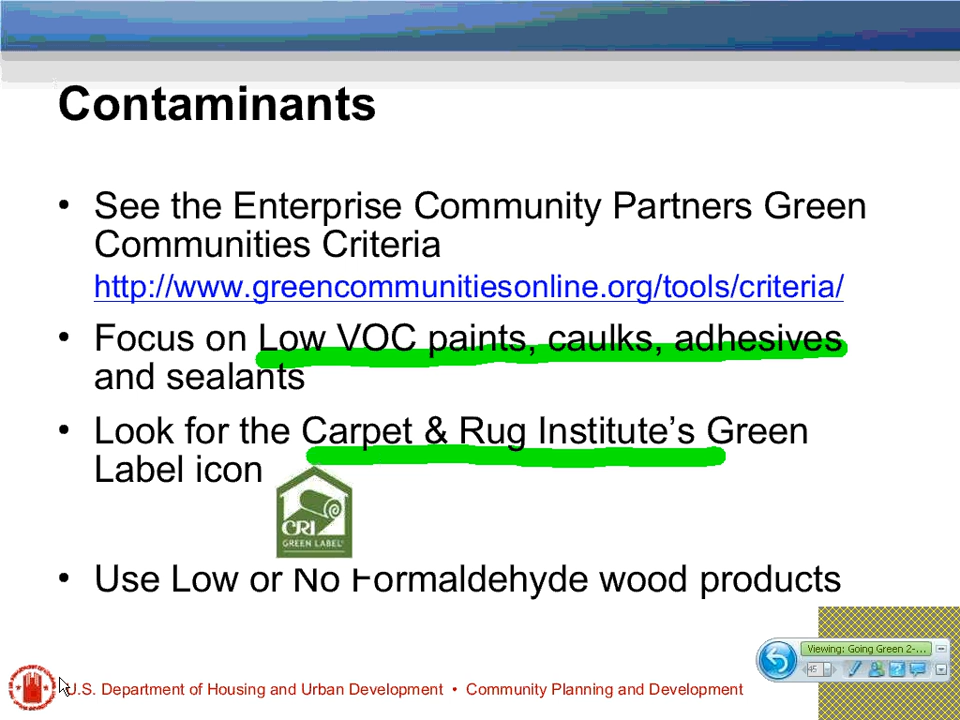 Contaminants
• See the Enterprise Community Partners Green
Communities Criteria
http://www.greencommunitiesonline.org/tools/criteria/
• Focus on Low VOC paints, caulks, adhesives
and sealants
• Look for the Carpet & Rug Institute’s Green
Label icon
CRI
GREEN LABEL
• Use Low or No Formaldehyde wood products
Viewing: Going Green 2-...
45
U.S. Department of Housing and Urban Development • Community Planning and Development